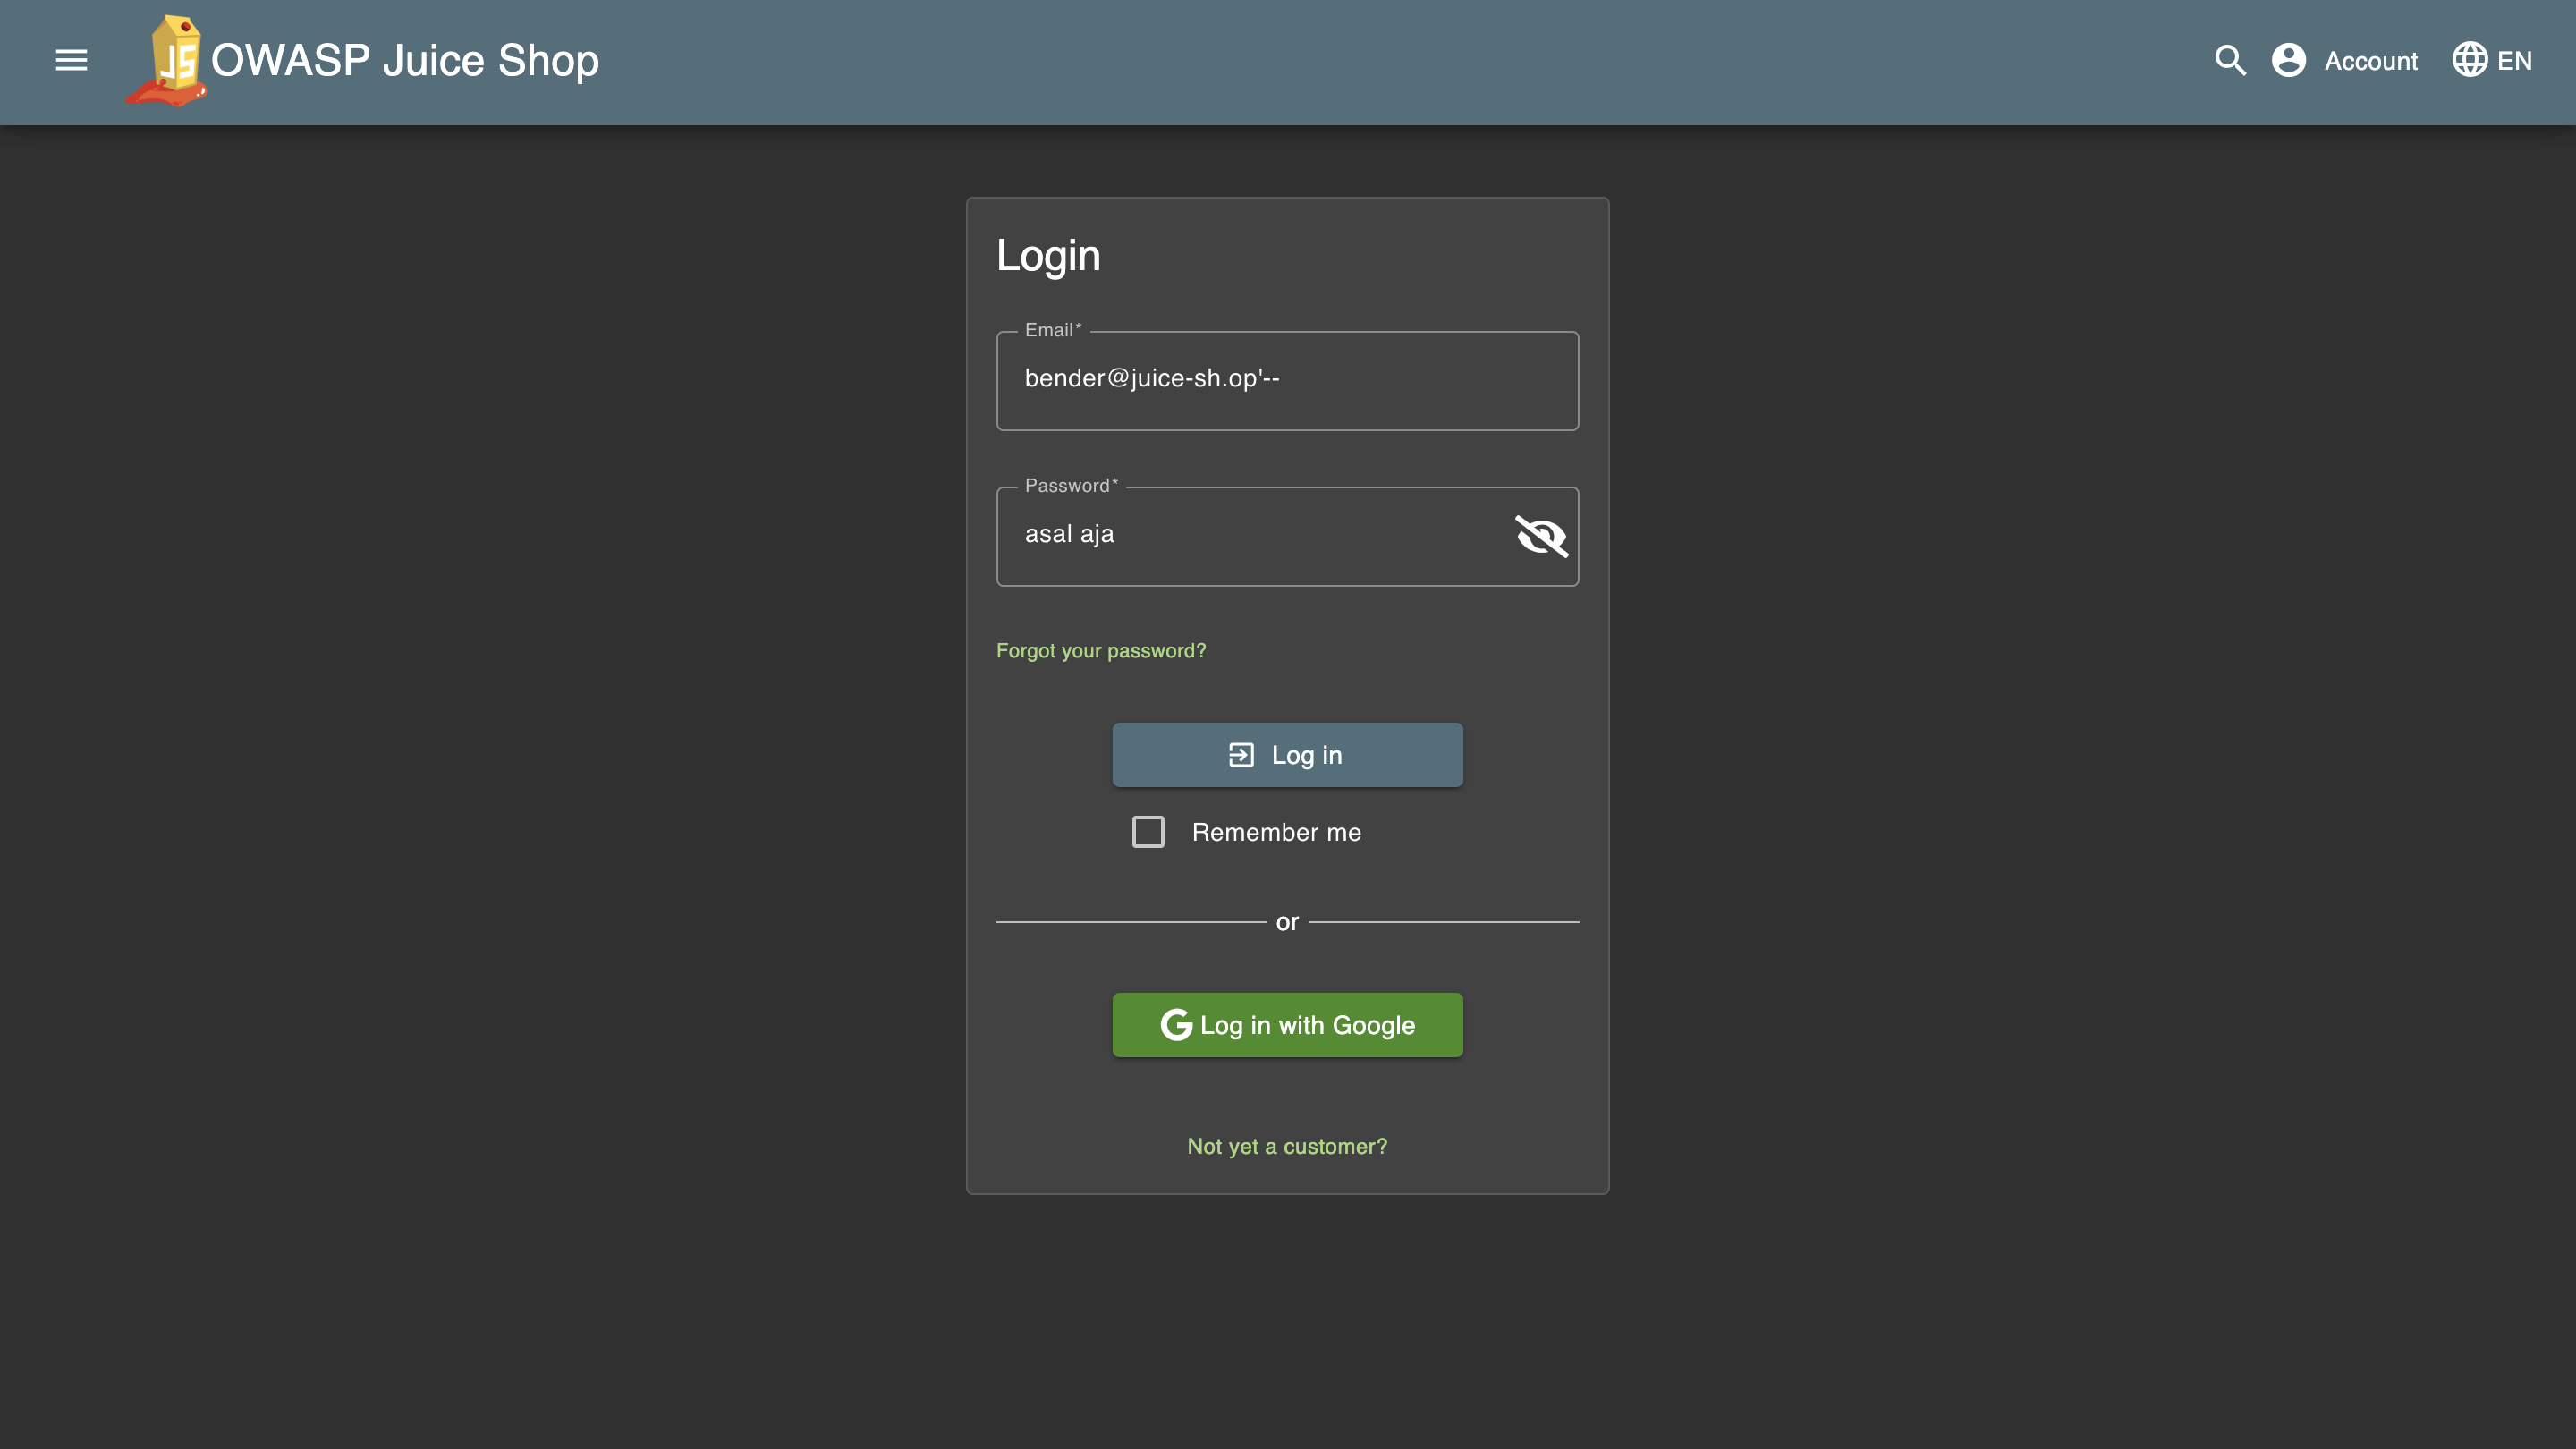 JS OWASP Juice Shop
Account
EN
Login
Email*
bender@juice-sh.op'--
Password*
asal aja
Forgot your password?
Log in
Remember me
or
G Log in with Google
Not yet a customer?